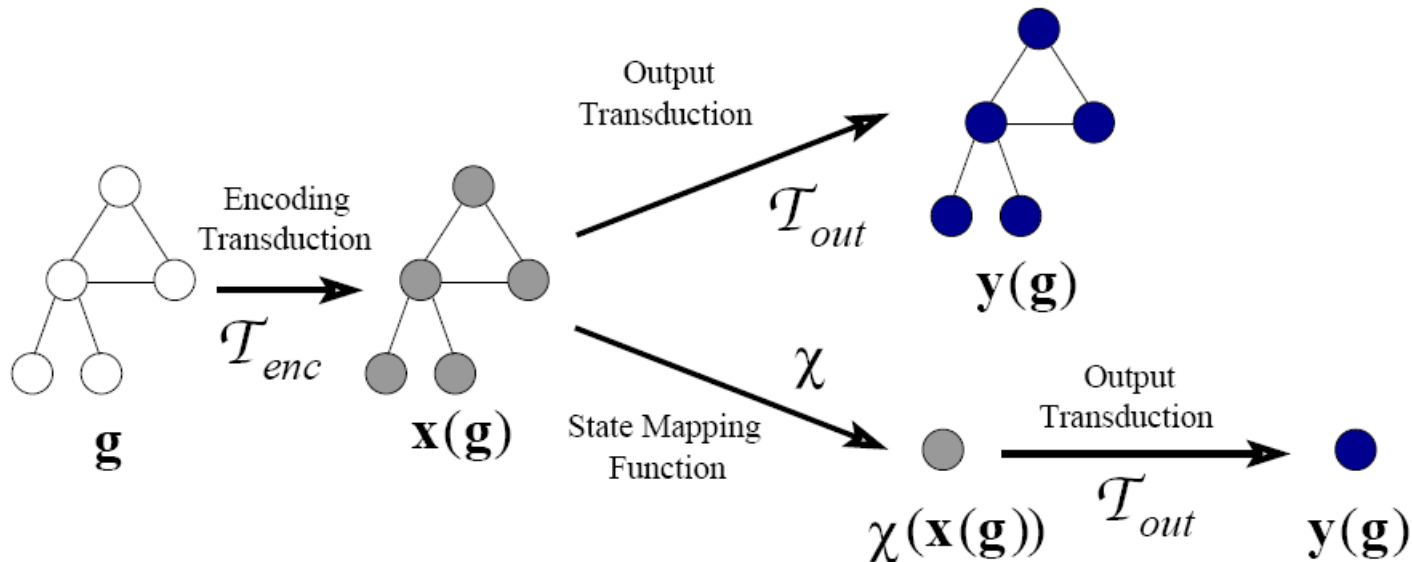 Output
Transduction
𝒯out
y(g)
Encoding
Transduction
𝒯enc
g
x(g)
χ
State Mapping
Function
χ(x(g))
Output
Transduction
𝒯out
y(g)